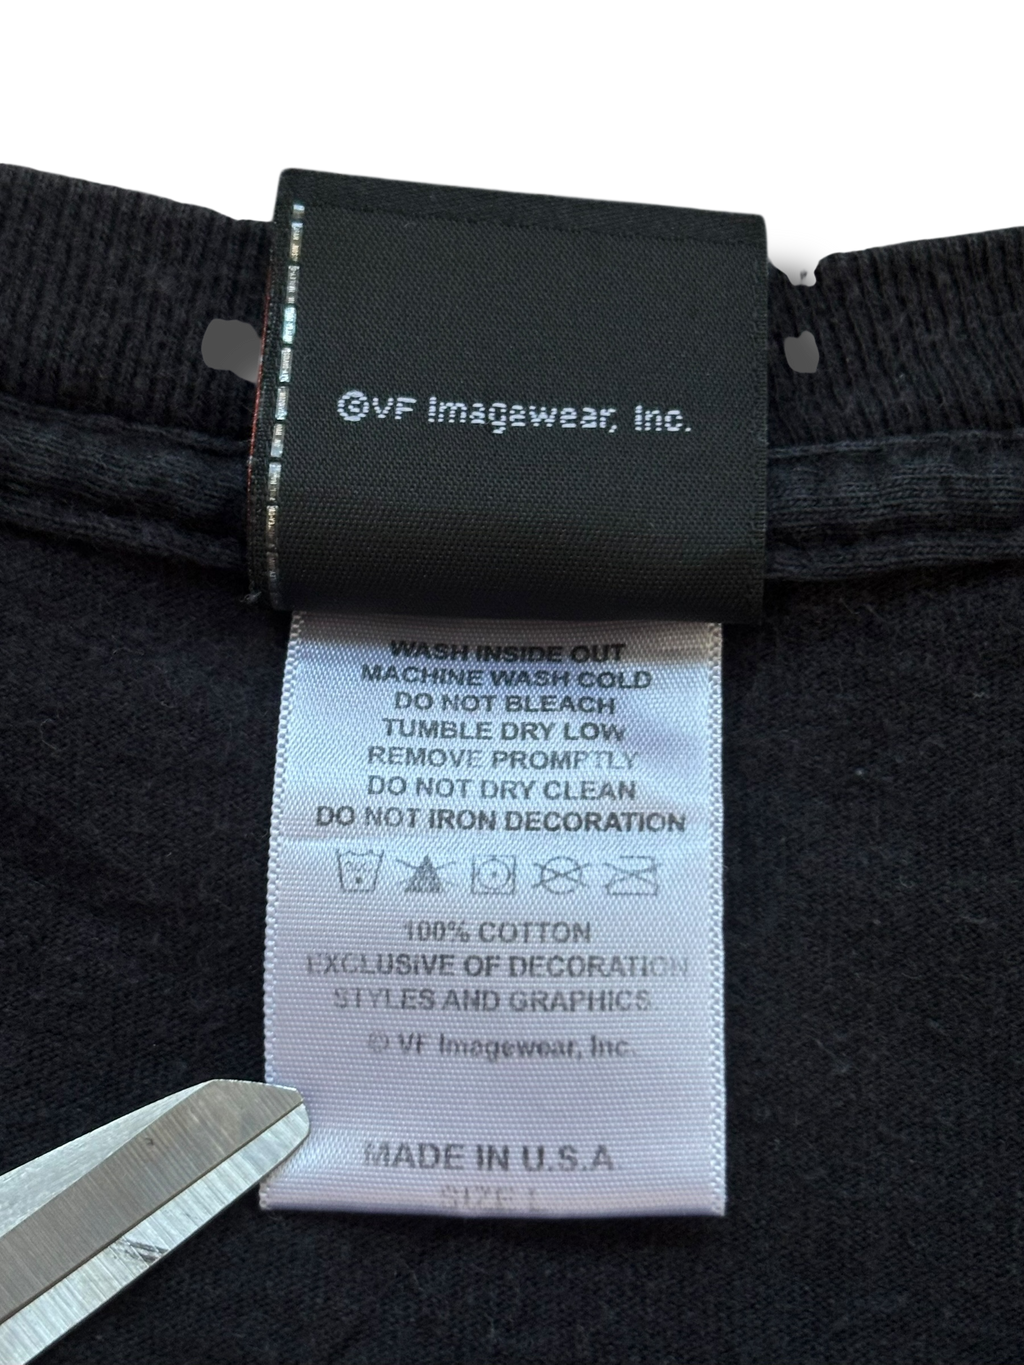 ©VF Imagewear, Inc.
WASH INSIDE OUT
MACHINE WASH COLD
DO NOT BLEACH
TUMBLE DRY LOW
REMOVE PROMPTLY
DO NOT DRY CLEAN
DO NOT IRON DECORATION
100% COTTON
EXCLUSIVE OF DECORATION
STYLES AND GRAPHICS
© VF Imagewear, Inc.
MADE IN U.S.A
SIZE L